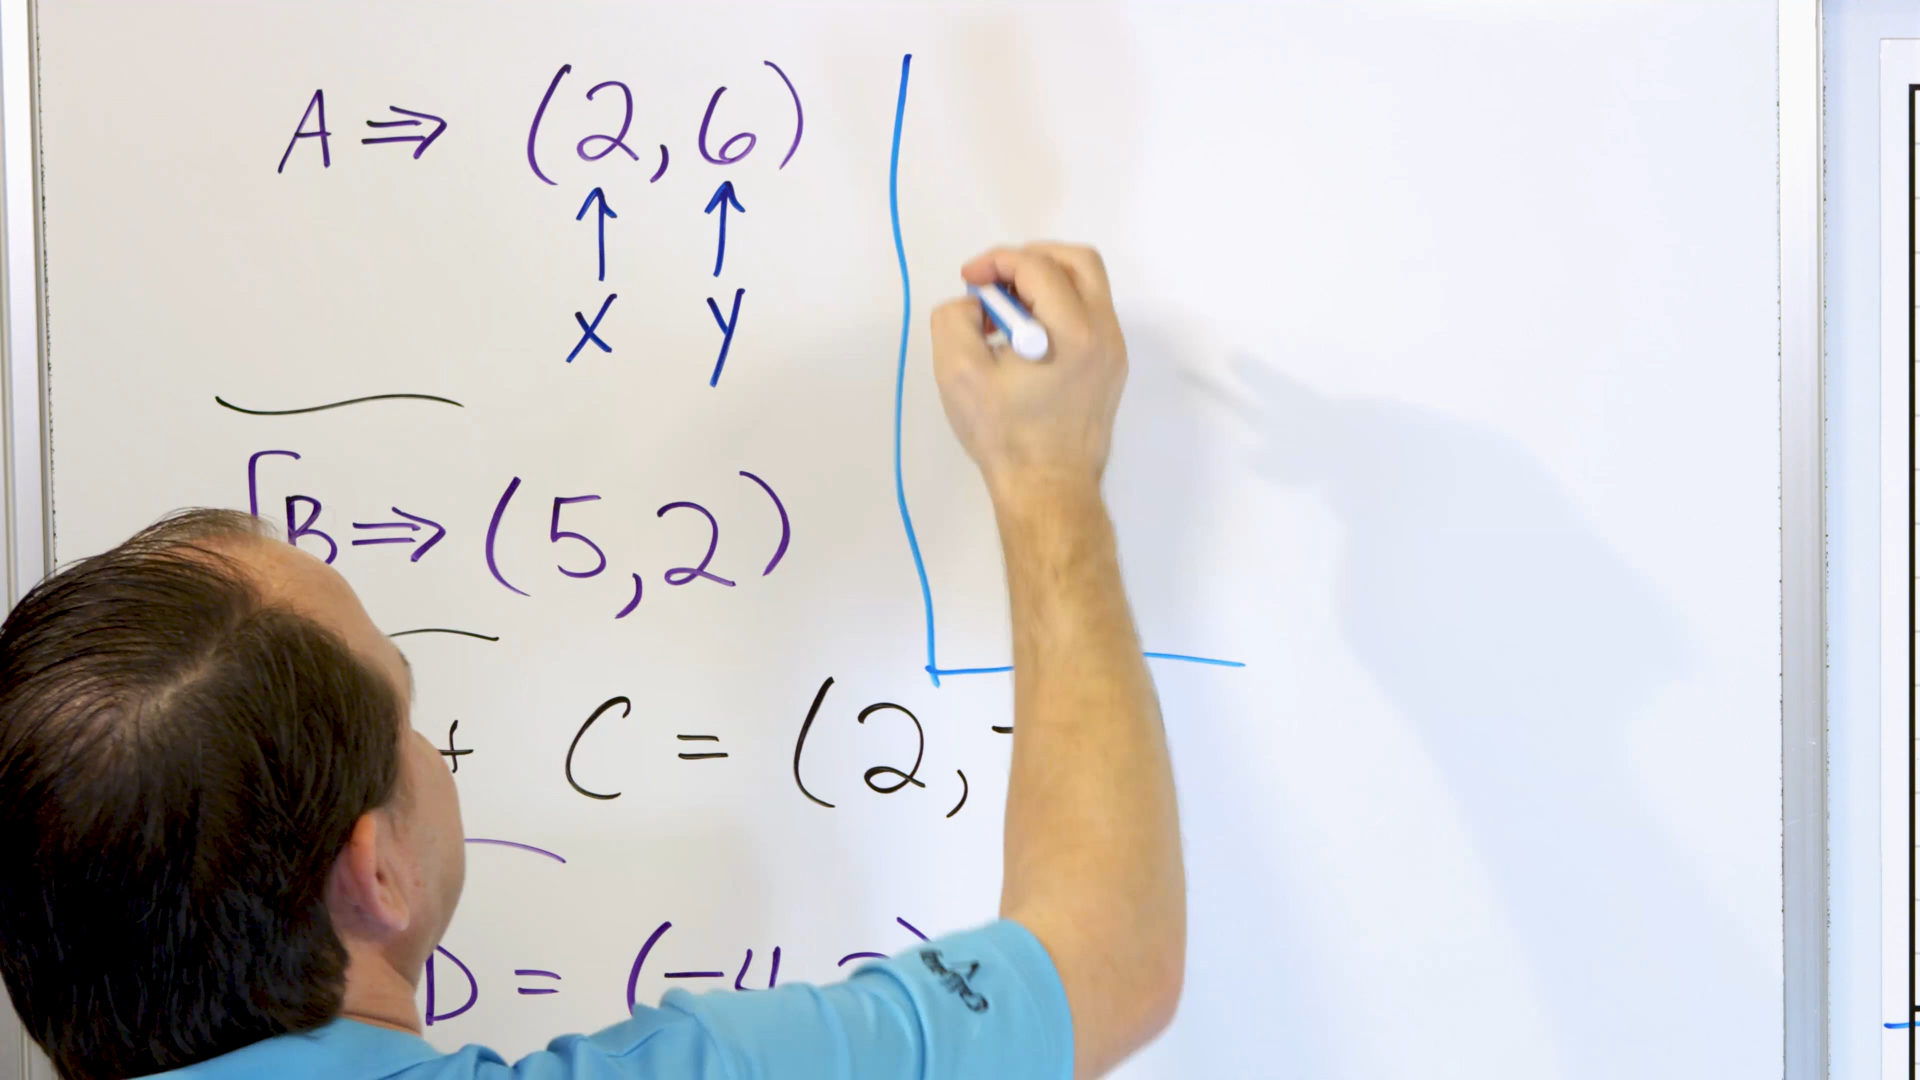 A ⇒ (2,6)
↑ ↑
x y
B ⇒ (5,2)
+ C = (2,
D = (-4